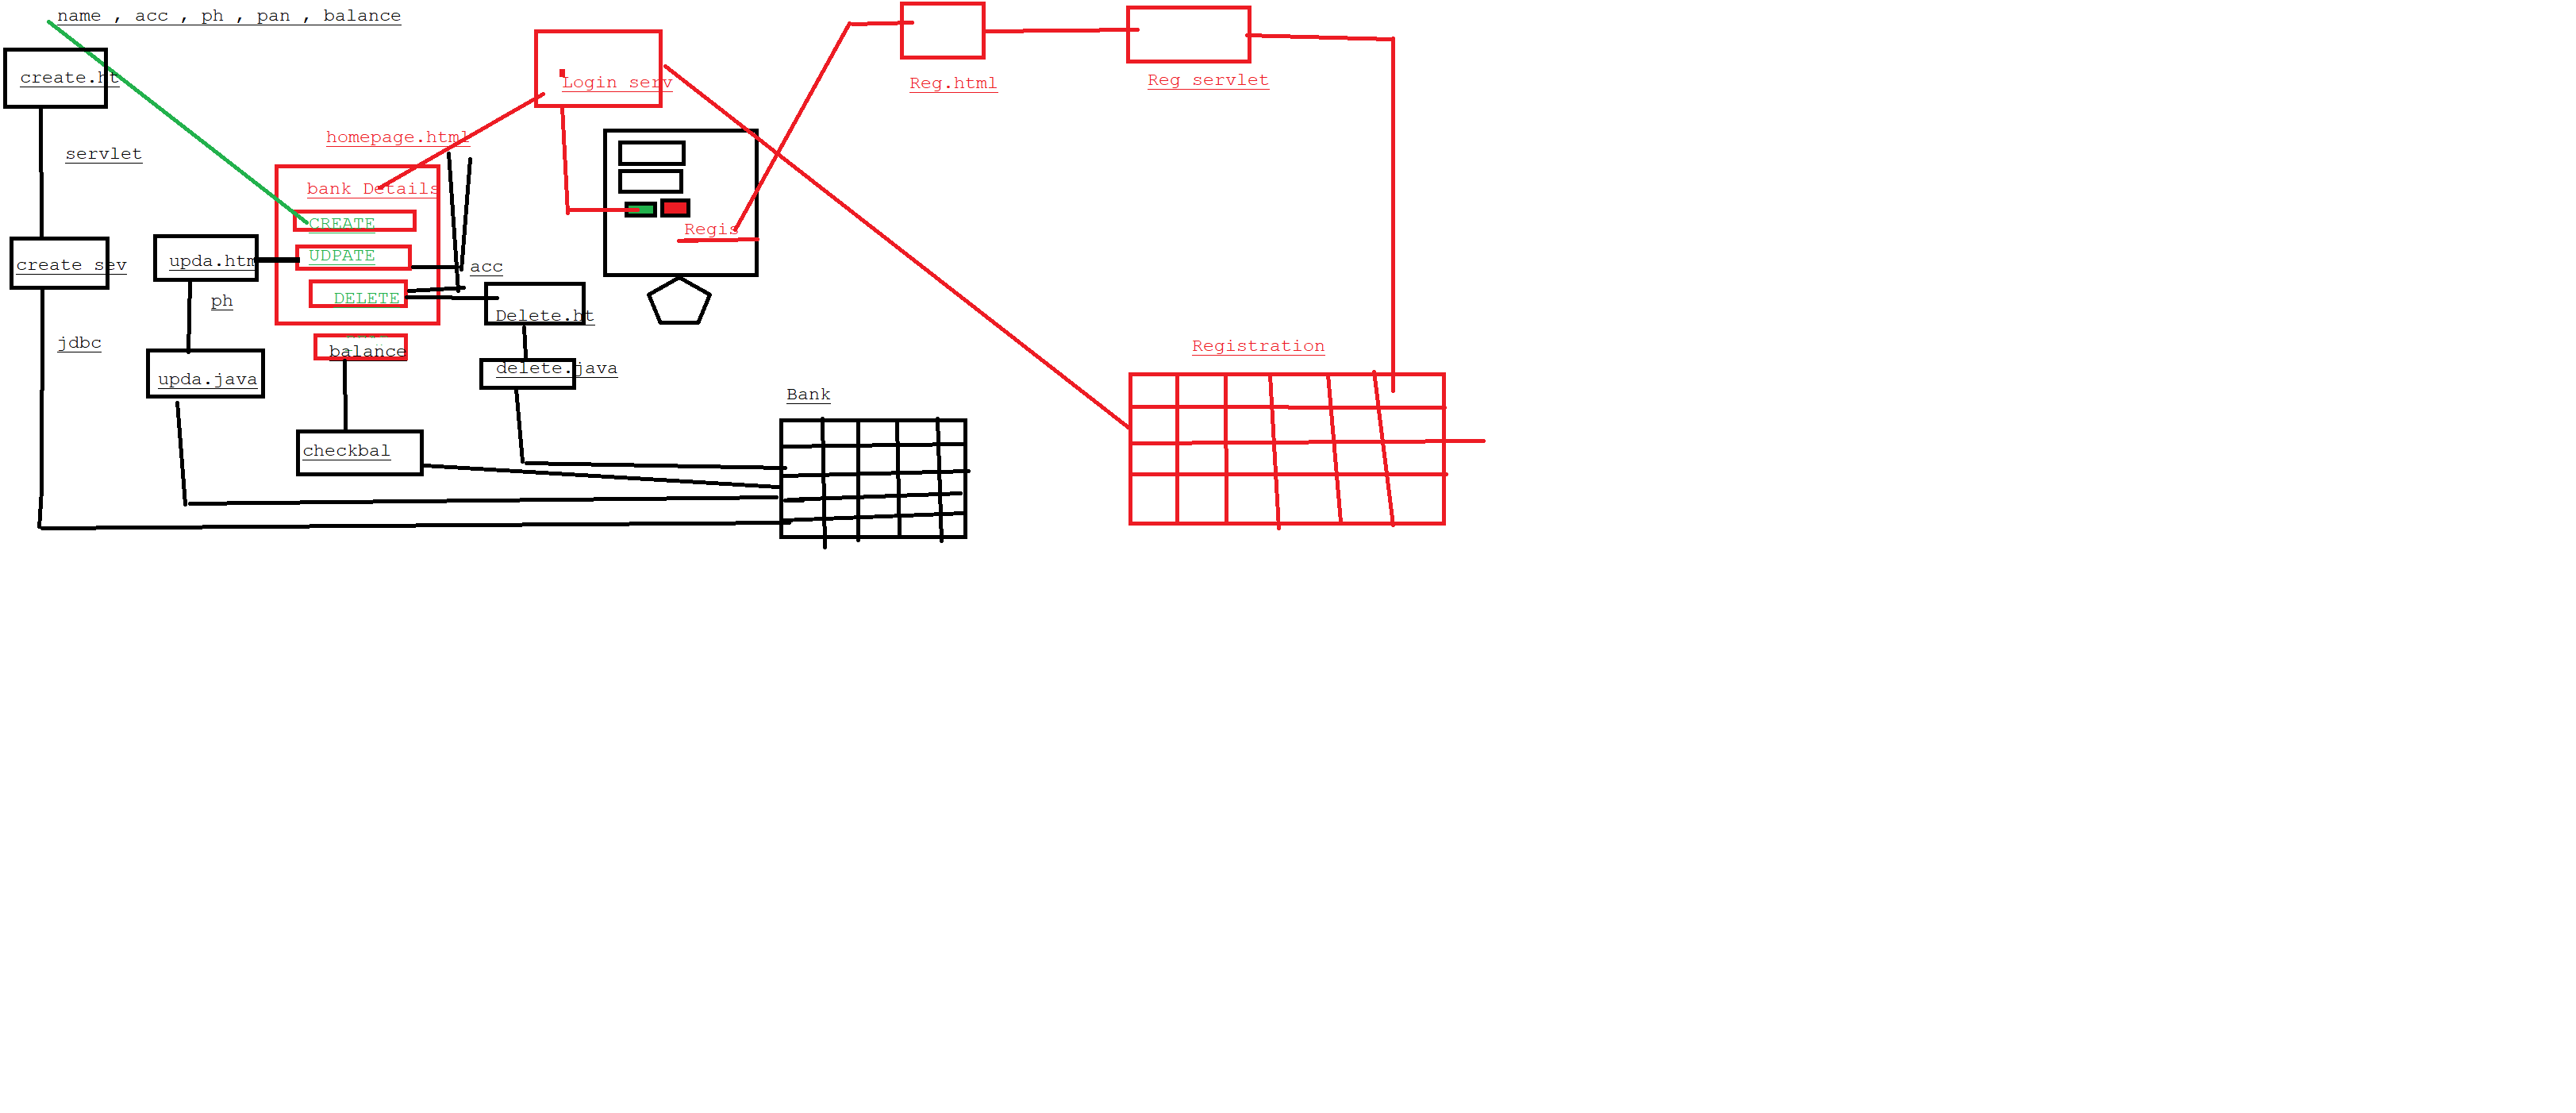 name , acc , ph , pan , balance
create.ht
servlet
create sev
jdbc
upda.htm
ph
upda.java
homepage.html
bank Details
CREATE
UDPATE
DELETE
balance
checkbal
acc
Delete.ht
delete.java
Login serv
Regis
Reg.html
Reg servlet
Bank
Registration